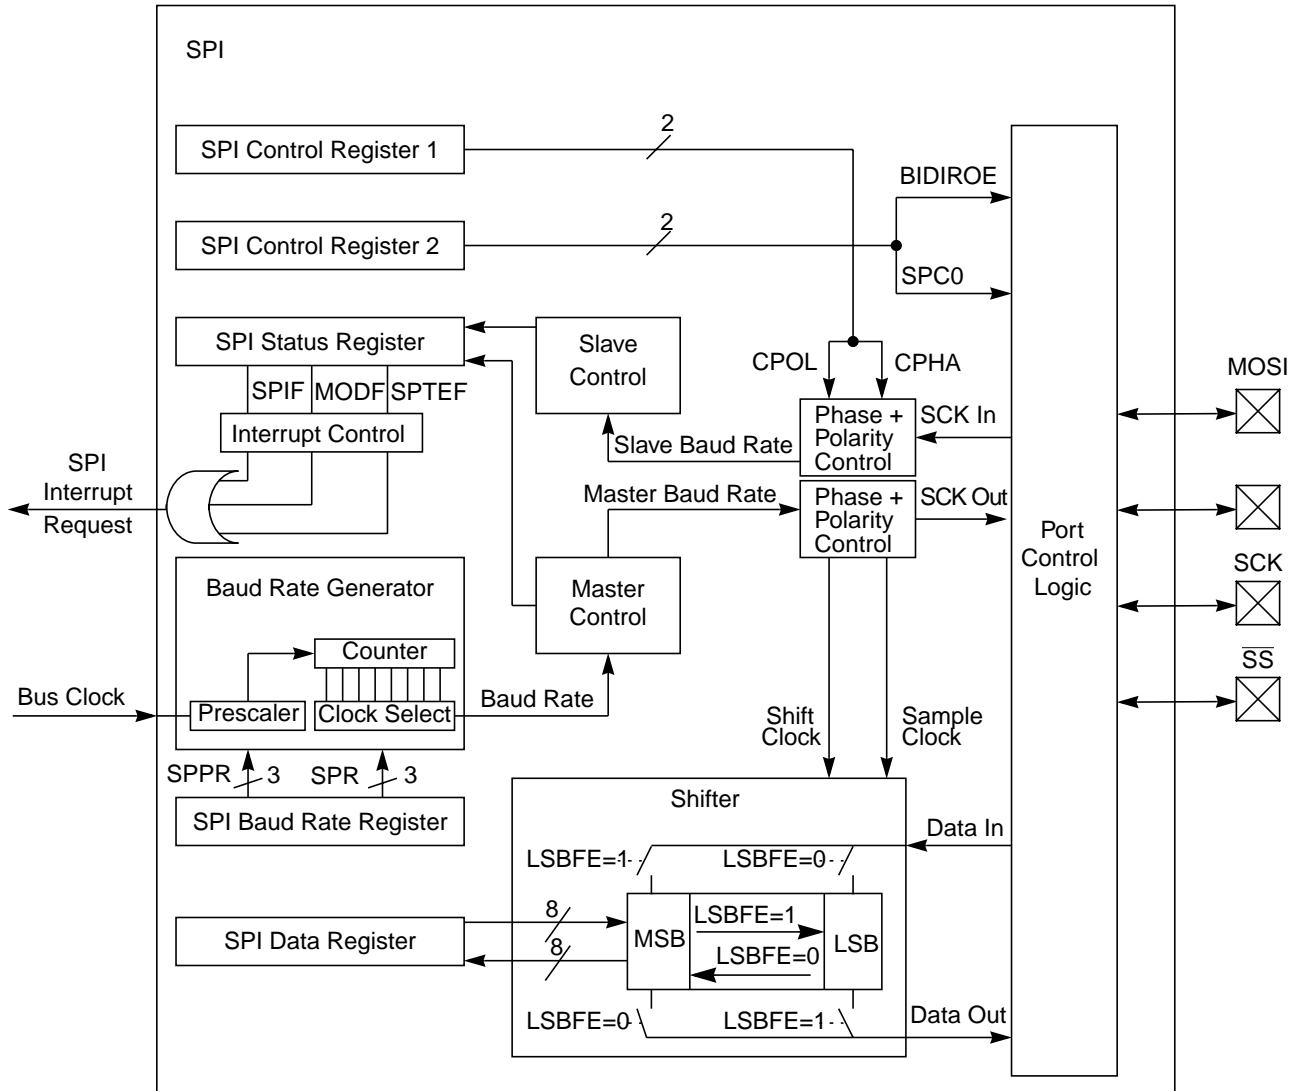 SPI
SPI Control Register 1
2
BIDIROE
SPI Control Register 2
2
SPC0
SPI Status Register
Slave
Control
CPOL
CPHA
MOSI
SPIF
MODF
SPTEF
Interrupt Control
Phase +
Polarity
Control
SCK In
Slave Baud Rate
SPI
Interrupt
Request
Master Baud Rate
Phase +
Polarity
Control
SCK Out
Port
Control
Logic
SCK
Baud Rate Generator
Master
Control
Counter
SS
Bus Clock
Prescaler
Clock Select
Baud Rate
Shift
Clock
Sample
Clock
SPPR
3
SPR
3
SPI Baud Rate Register
Shifter
Data In
LSBFE=1
LSBFE=0
SPI Data Register
8
8
MSB
LSBFE=1
LSBFE=0
LSB
LSBFE=0
LSBFE=1
Data Out